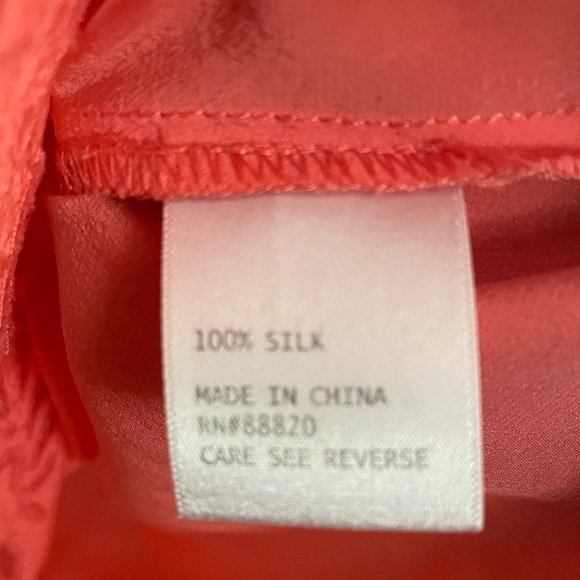 100% SILK
MADE IN CHINA
RN#88820
CARE SEE REVERSE